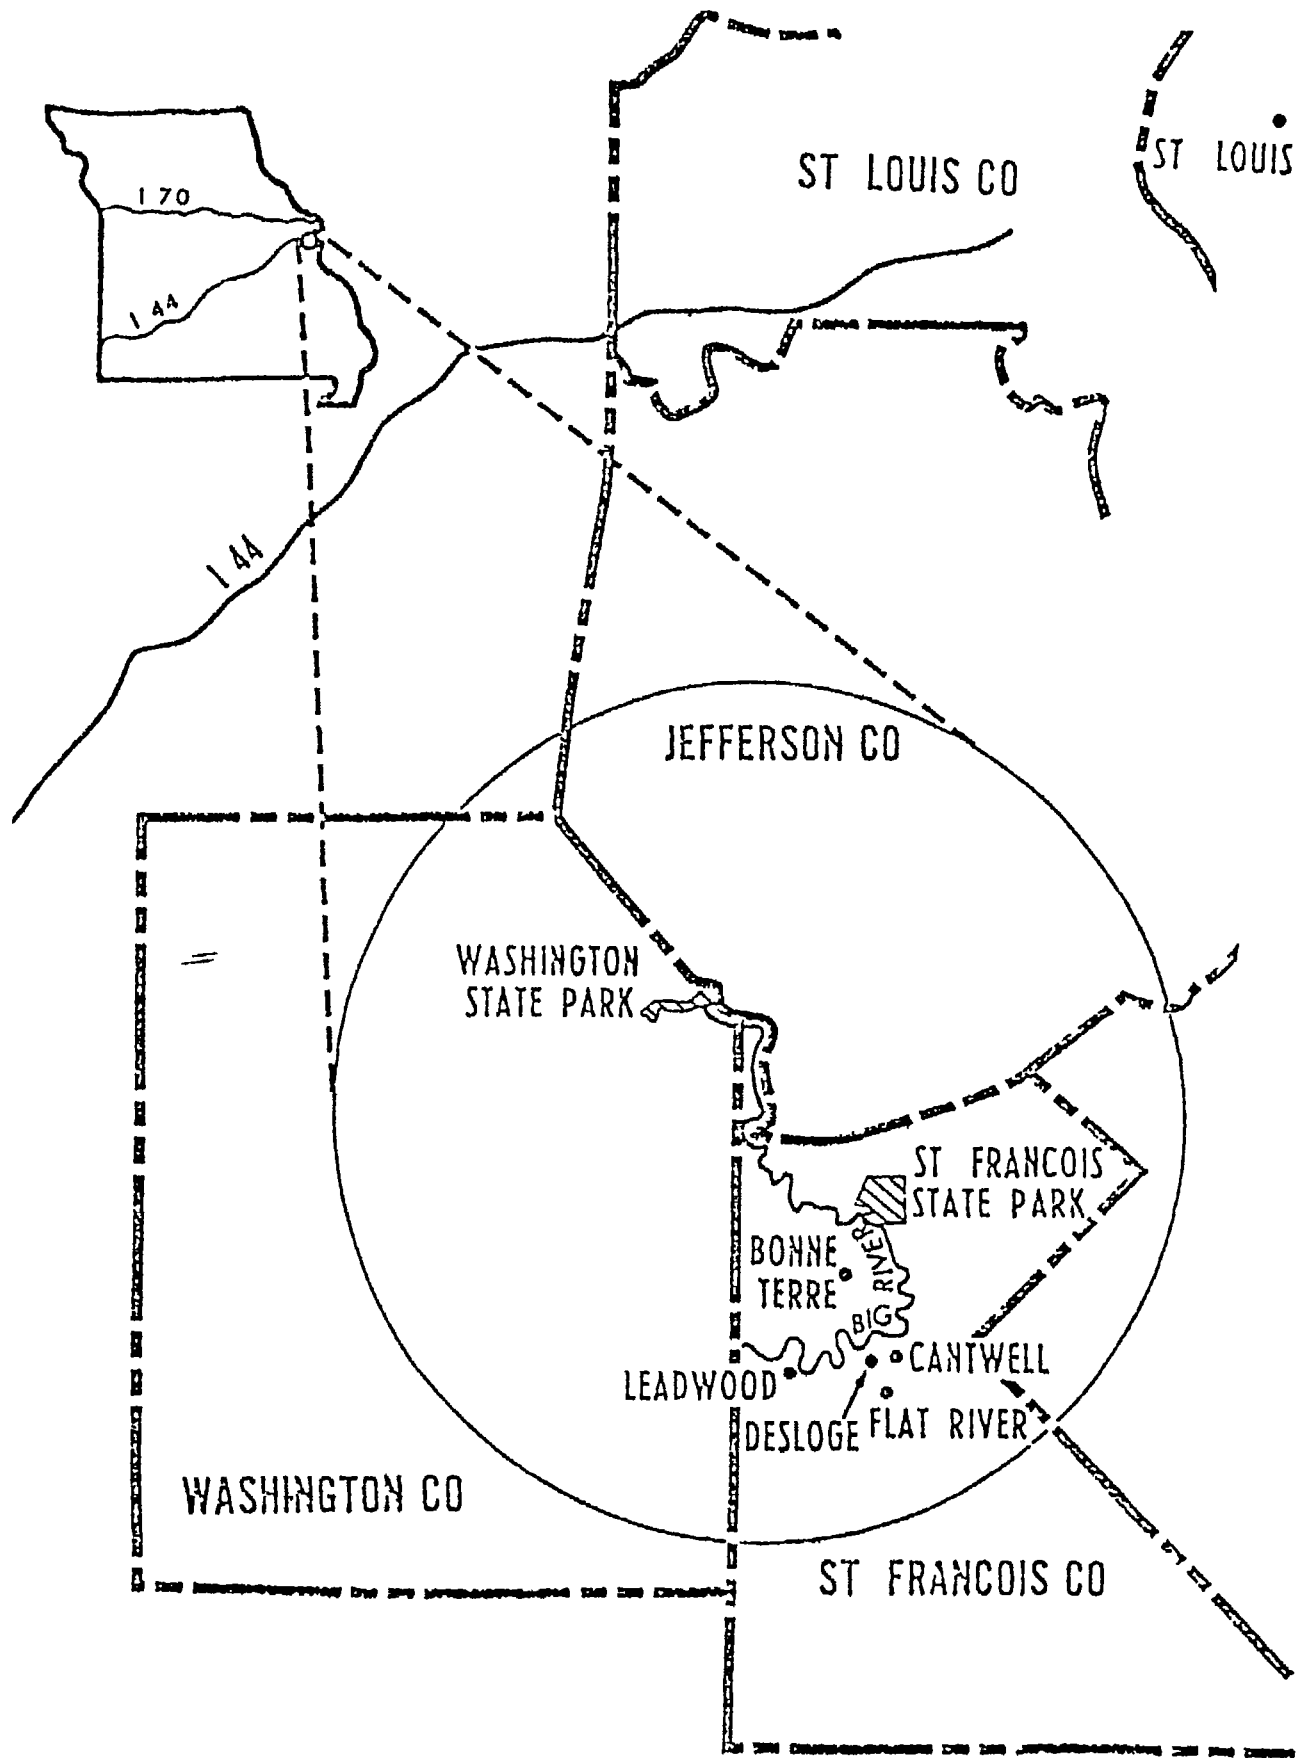 ST LOUIS
ST LOUIS CO
I 70
I 44
I 44
JEFFERSON CO
WASHINGTON
STATE PARK
ST FRANCOIS
STATE PARK
BONNE
TERRE
BIG RIVER
CANTWELL
LEADWOOD
DESLOGE
FLAT RIVER
WASHINGTON CO
ST FRANCOIS CO